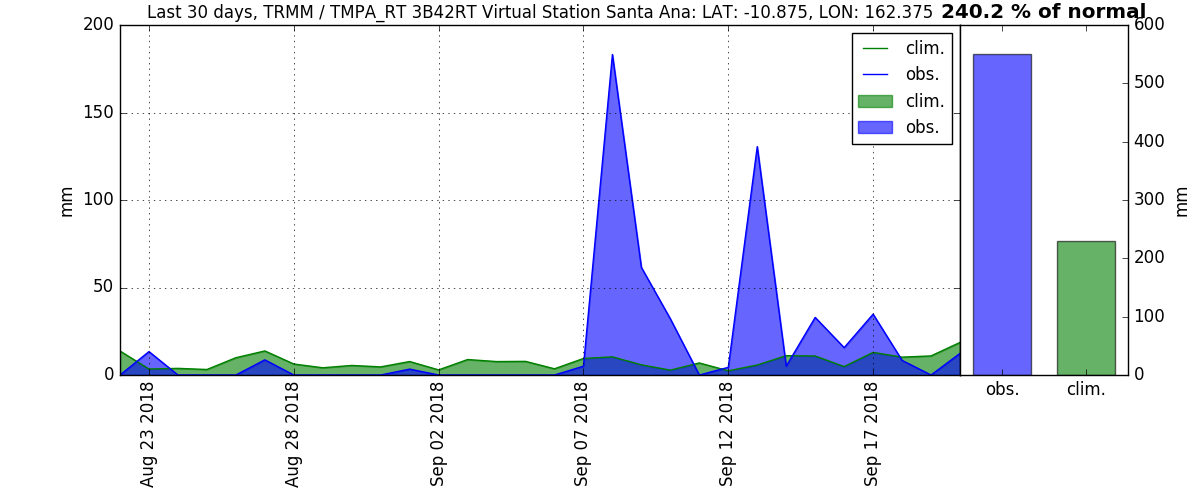 Last 30 days, TRMM / TMPA_RT 3B42RT Virtual Station Santa Ana: LAT: -10.875, LON: 162.375 240.2 % of normal
200
150
100
50
0
mm
clim.
obs.
clim.
obs.
600
500
400
300
200
100
0
mm
obs. clim.
Aug 23 2018
Aug 28 2018
Sep 02 2018
Sep 07 2018
Sep 12 2018
Sep 17 2018